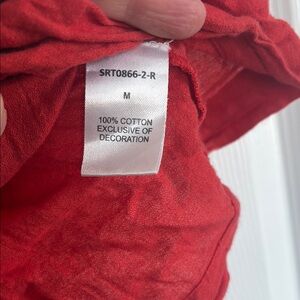 SRT0866-2-R
M
100% COTTON
EXCLUSIVE OF
DECORATION